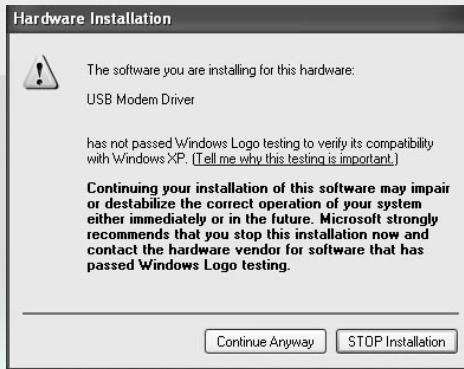 Hardware Installation
The software you are installing for this hardware:
USB Modem Driver
has not passed Windows Logo testing to verify its compatibility
with Windows XP. (Tell me why this testing is important.)
Continuing your installation of this software may impair
or destabilize the correct operation of your system
either immediately or in the future. Microsoft strongly
recommends that you stop this installation now and
contact the hardware vendor for software that has
passed Windows Logo testing.
Continue Anyway
STOP Installation